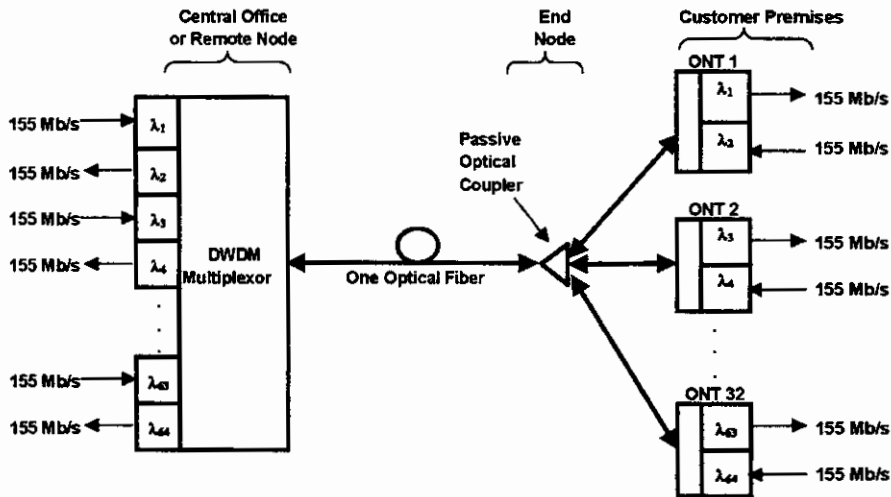 Central Office
or Remote Node
End
Node
Customer Premises
ONT 1
155 Mb/s
λ1
155 Mb/s
λ2
155 Mb/s
λ3
155 Mb/s
λ4
155 Mb/s
λ63
155 Mb/s
λ64
DWDM
Multiplexor
One Optical Fiber
Passive
Optical
Coupler
λ1
155 Mb/s
λ2
155 Mb/s
ONT 2
λ3
155 Mb/s
λ4
155 Mb/s
ONT 32
λ63
155 Mb/s
λ64
155 Mb/s